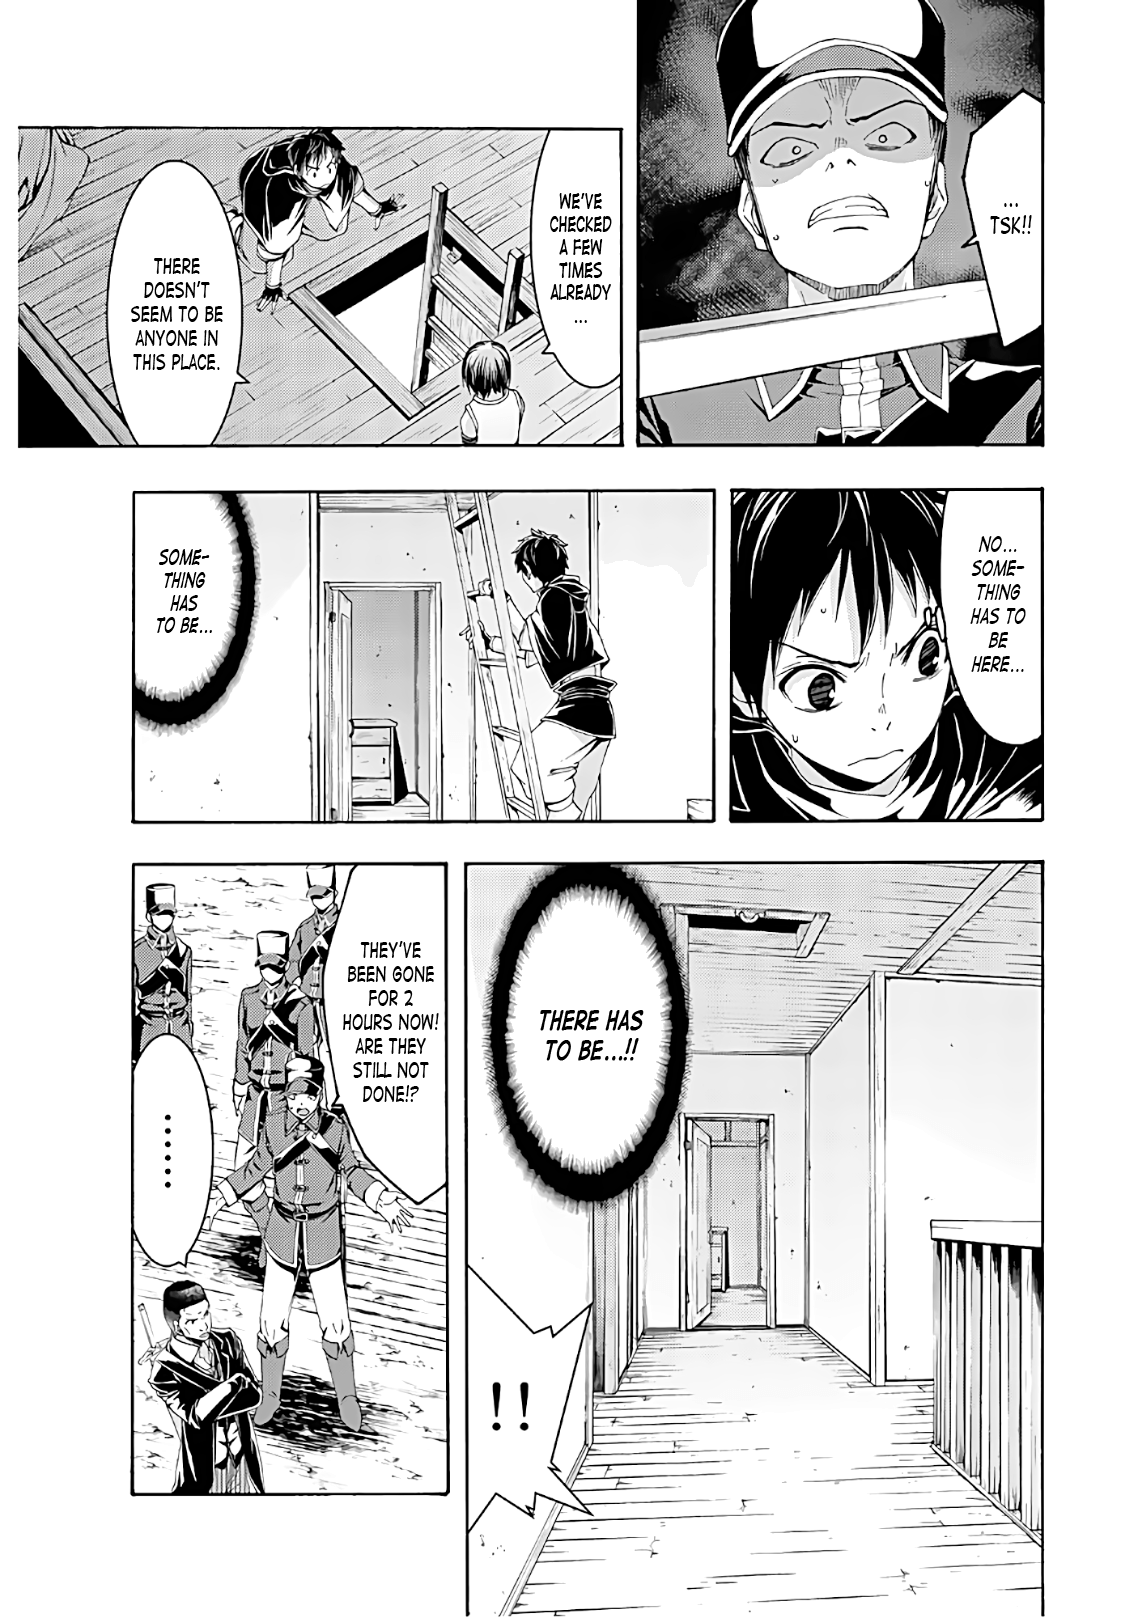 ...
TSK!!
WE'VE
CHECKED
A FEW
TIMES
ALREADY
...
THERE
DOESN'T
SEEM TO BE
ANYONE IN
THIS PLACE.
NO...
SOME-
THING
HAS TO
BE
HERE...
SOME-
THING
HAS
TO BE...
THERE HAS
TO BE...!!
!!
THEY'VE
BEEN GONE
FOR 2
HOURS NOW!
ARE THEY
STILL NOT
DONE!?
......